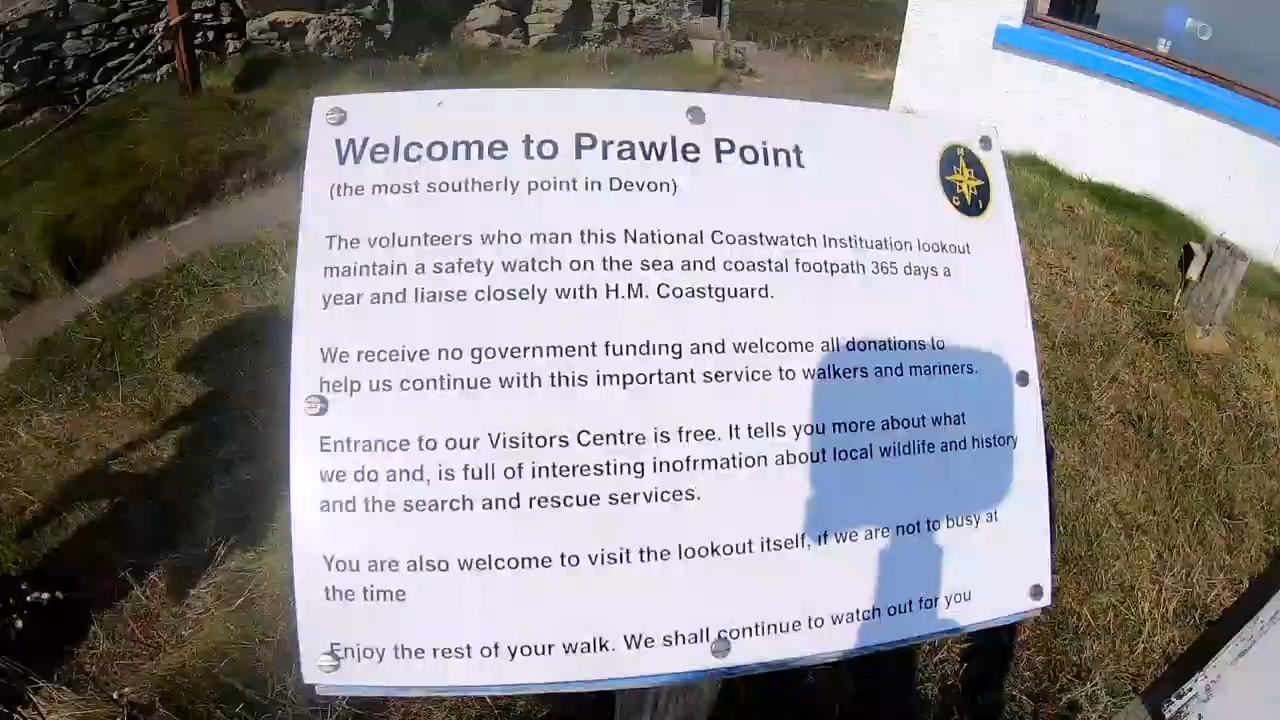 Welcome to Prawle Point
(the most southerly point in Devon)
N
C I
The volunteers who man this National Coastwatch Instituation lookout
maintain a safety watch on the sea and coastal footpath 365 days a
year and liaise closely with H.M. Coastguard.
We receive no government funding and welcome all donations to
help us continue with this important service to walkers and mariners.
Entrance to our Visitors Centre is free. It tells you more about what
we do and, is full of interesting inofrmation about local wildlife and history
and the search and rescue services.
You are also welcome to visit the lookout itself, if we are not to busy at
the time
Enjoy the rest of your walk. We shall continue to watch out for you